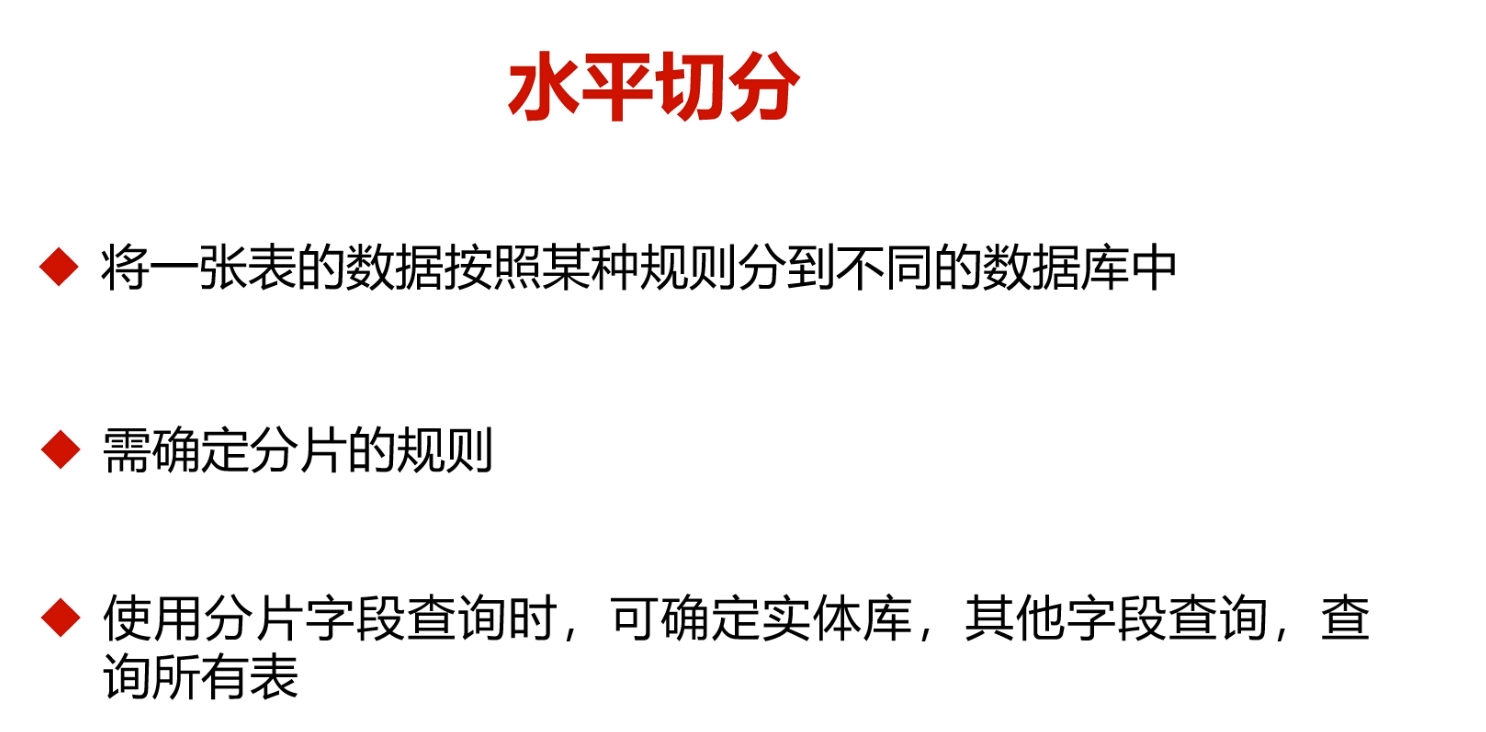 水平切分
将一张表的数据按照某种规则分到不同的数据库中
需确定分片的规则
使用分片字段查询时，可确定实体库，其他字段查询，查
询所有表